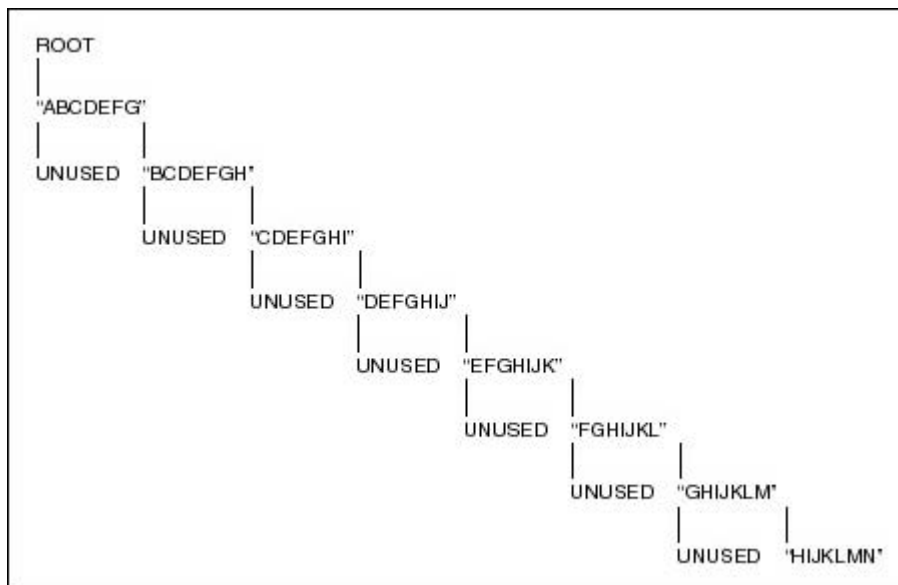 ROOT
“ABCDEFG”
UNUSED “BCDEFGH”
UNUSED “CDEFGHI”
UNUSED “DEFGHIJ”
UNUSED “EFGHIJK”
UNUSED “FGHIJKL”
UNUSED “GHIJKLM”
UNUSED “HIJKLMN”